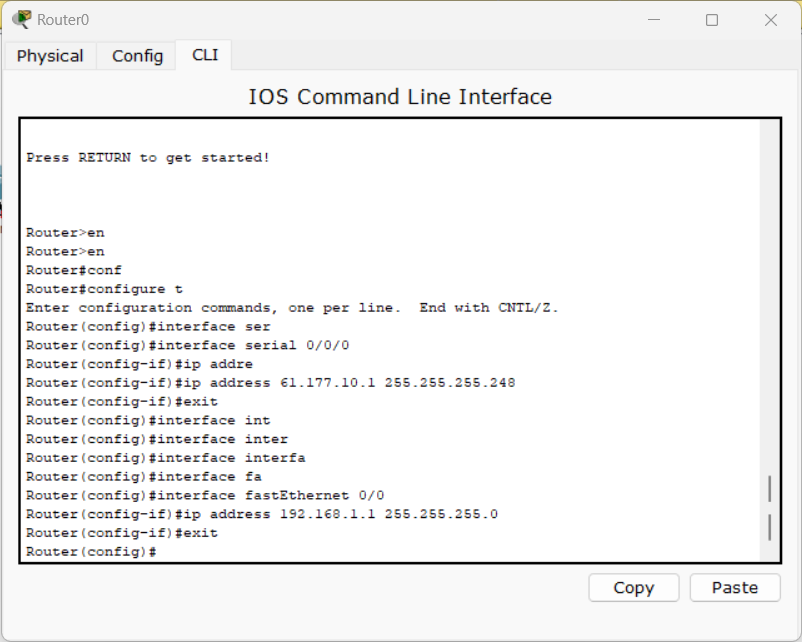 Router0
Physical Config CLI
IOS Command Line Interface
Press RETURN to get started!
Router>en
Router>en
Router#conf
Router#configure t
Enter configuration commands, one per line.  End with CNTL/Z.
Router(config)#interface ser
Router(config)#interface serial 0/0/0
Router(config-if)#ip addre
Router(config-if)#ip address 61.177.10.1 255.255.255.248
Router(config-if)#exit
Router(config)#interface int
Router(config)#interface inter
Router(config)#interface interfa
Router(config)#interface fa
Router(config)#interface fastEthernet 0/0
Router(config-if)#ip address 192.168.1.1 255.255.255.0
Router(config-if)#exit
Router(config)#
Copy Paste